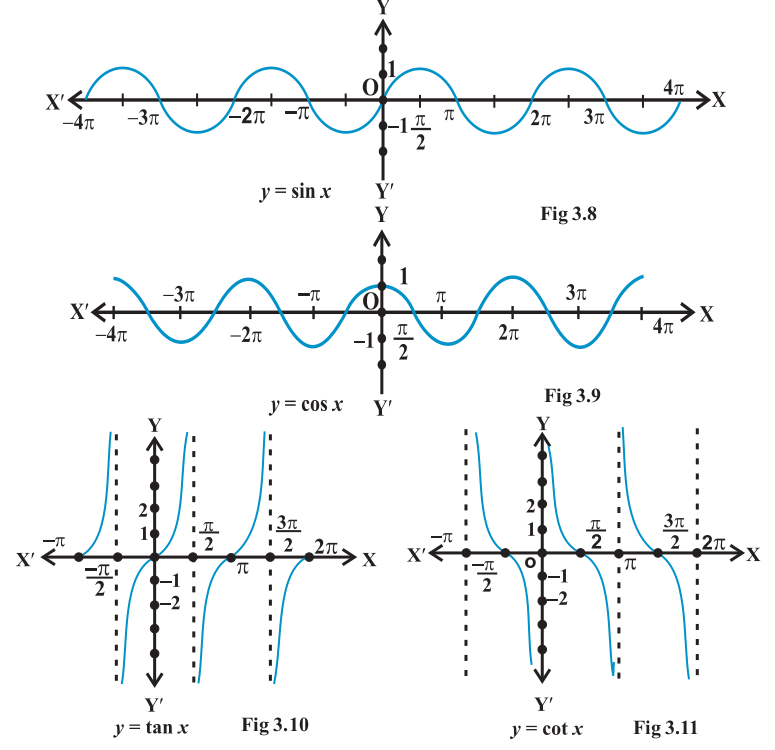 Y
X′ −4π −3π −2π −π O 1 −1 π/2 π 2π 3π 4π X
y = sin x Y′ Fig 3.8
Y
X′ −4π −3π −2π −π O 1 −1 π/2 π 2π 3π 4π X
y = cos x Y′ Fig 3.9
Y
X′ −π −π/2 2 1 −1 −2 π/2 π 3π/2 2π X
Y′
y = tan x Fig 3.10
Y
X′ −π −π/2 O 2 1 −1 −2 π/2 π 3π/2 2π X
Y′
y = cot x Fig 3.11